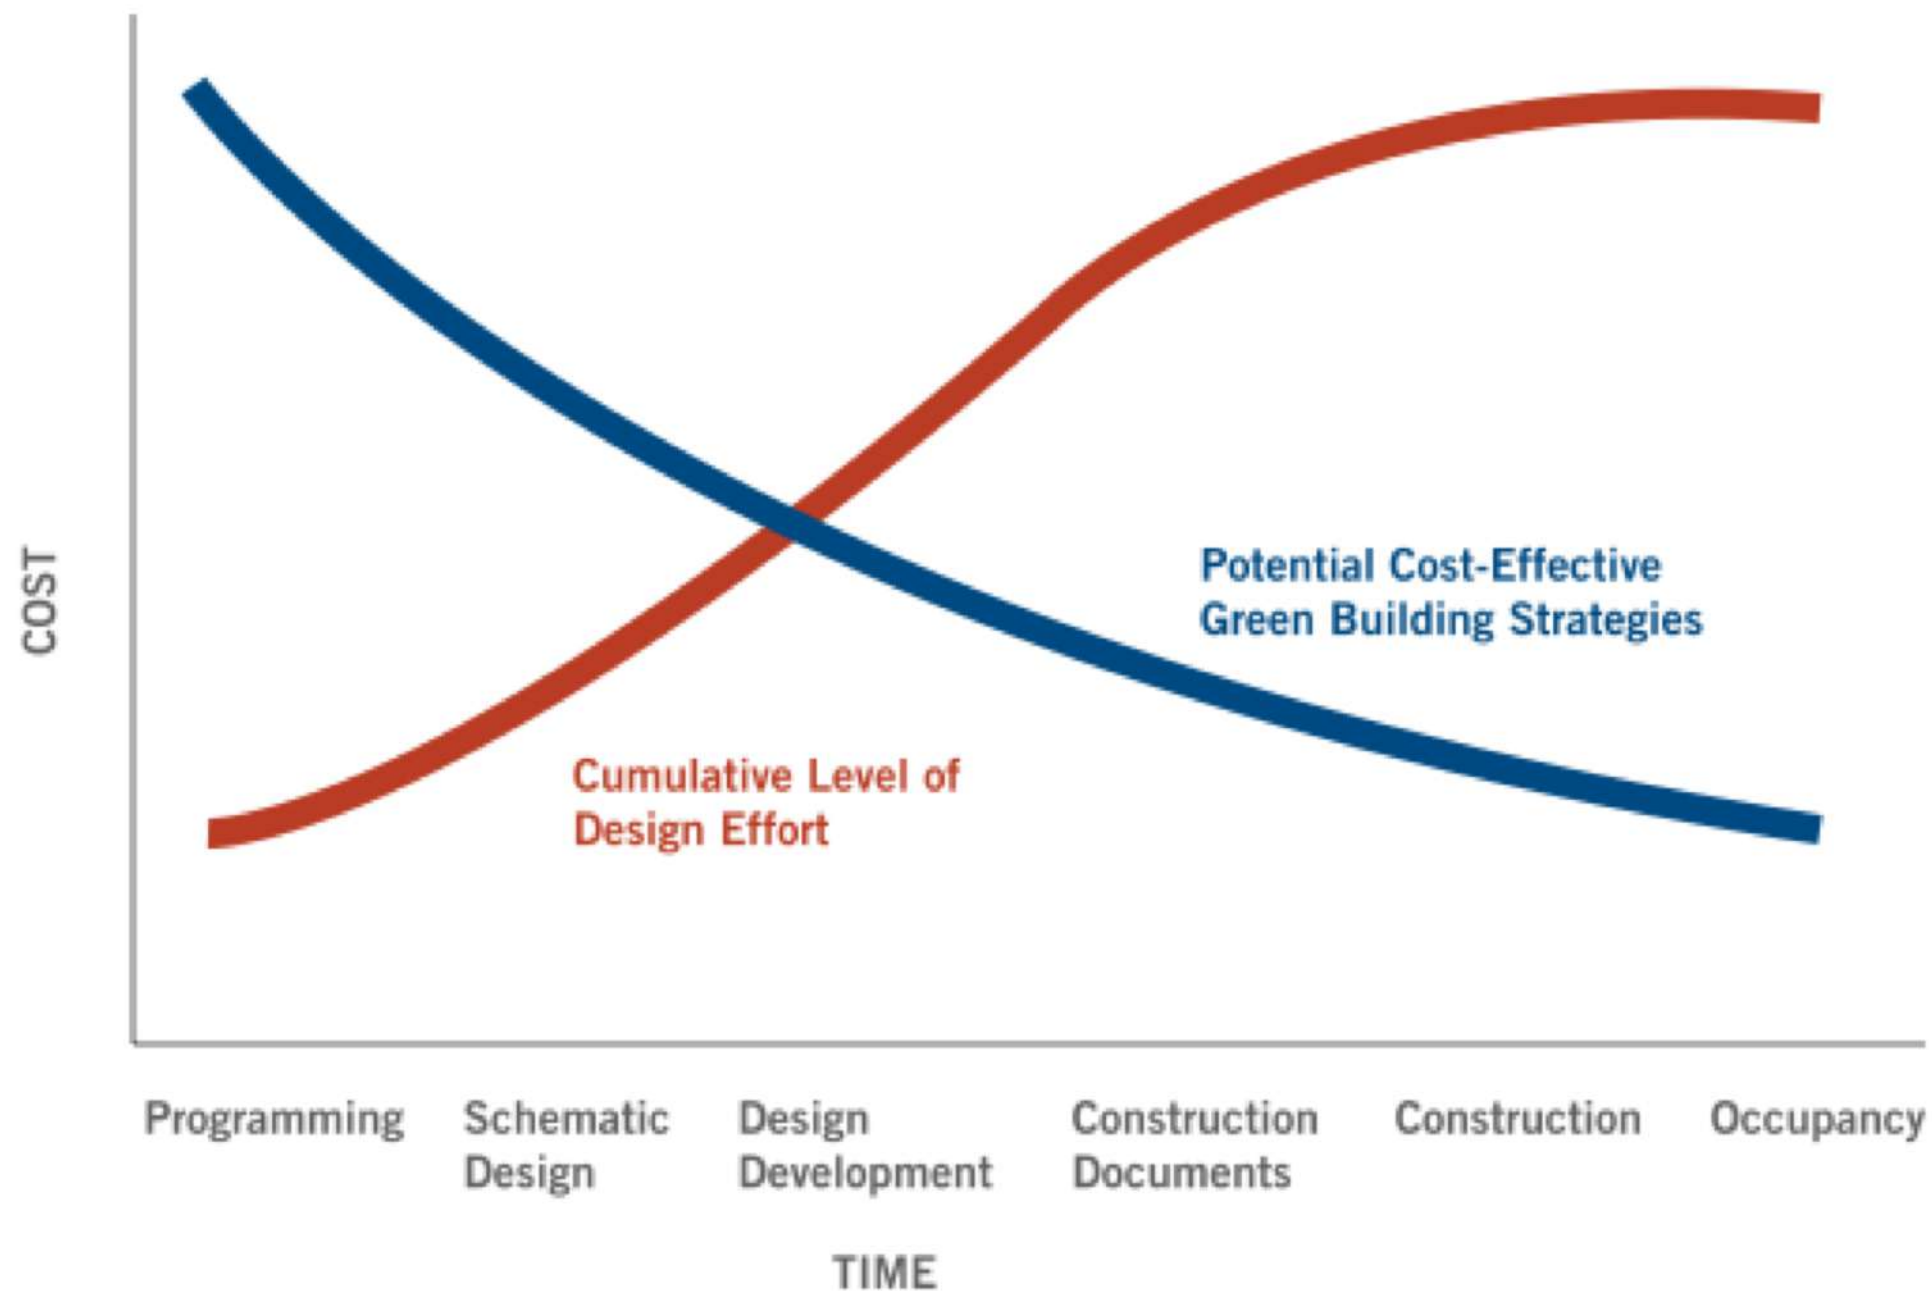 COST
Potential Cost-Effective
Green Building Strategies
Cumulative Level of
Design Effort
Programming
Schematic
Design
Design
Development
Construction
Documents
Construction
Occupancy
TIME